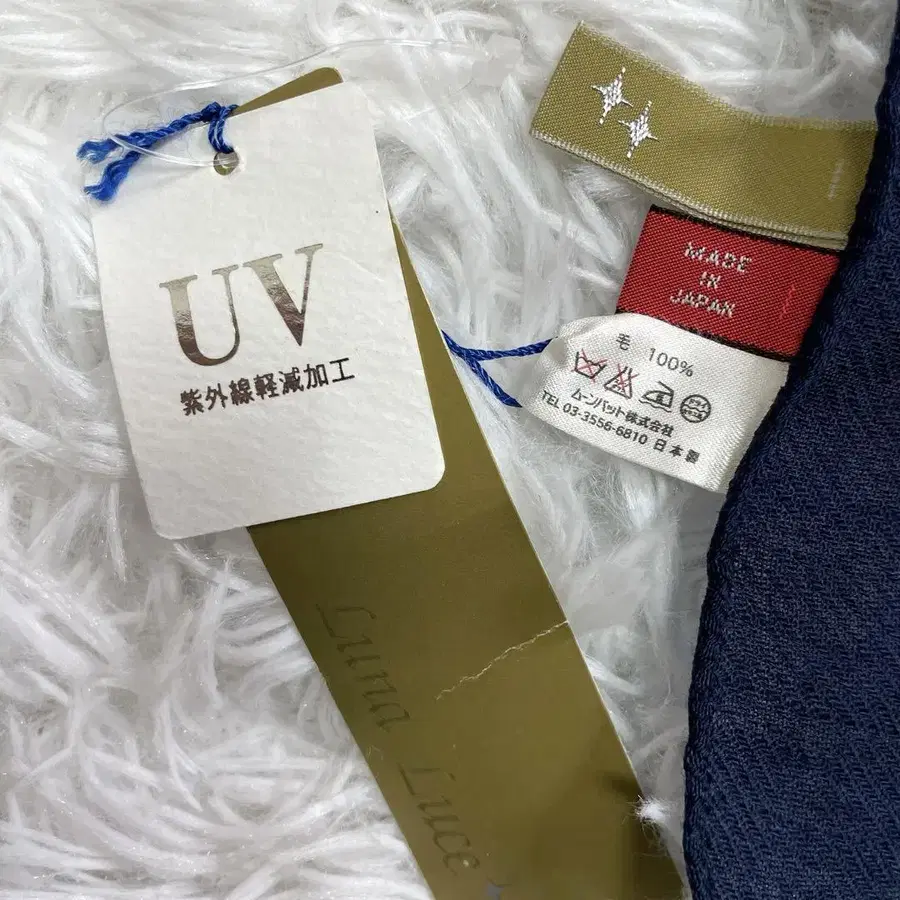 UV
紫外線軽減加工
Luna Luce
MADE
IN
JAPAN
毛 100%
ムーンバット株式会社
TEL 03-3556-6810 日本製